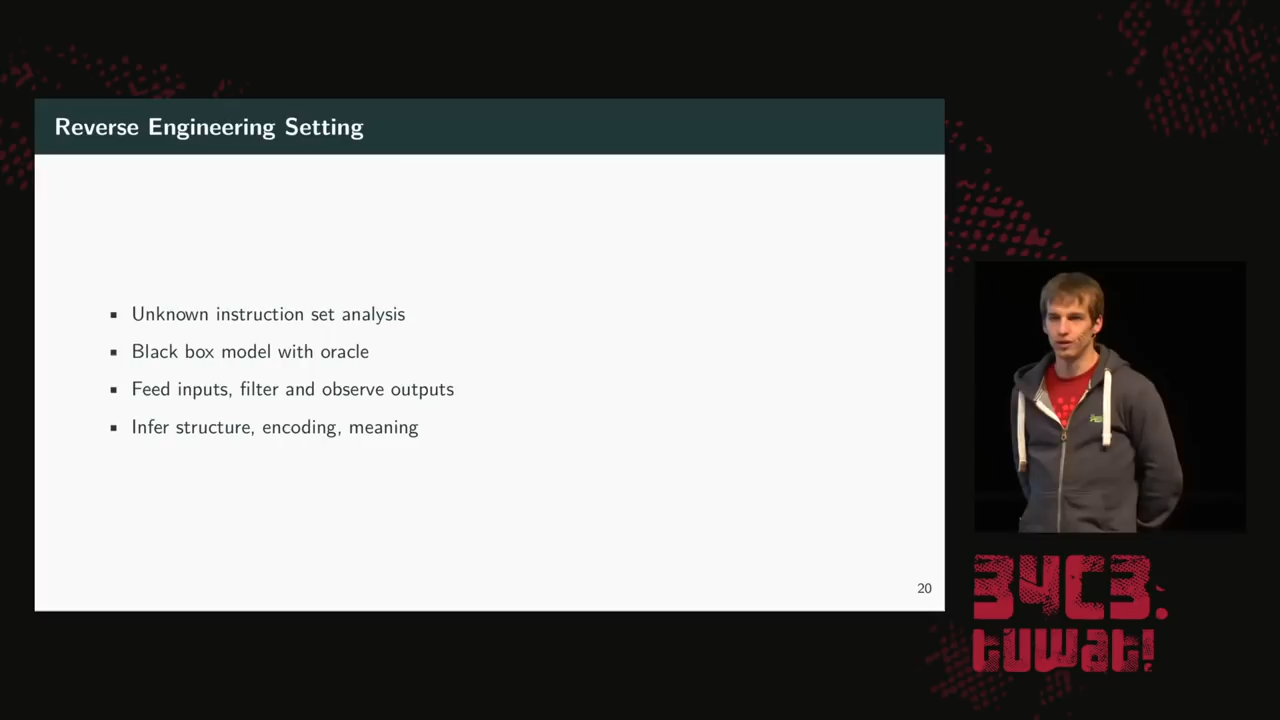 Reverse Engineering Setting
Unknown instruction set analysis
Black box model with oracle
Feed inputs, filter and observe outputs
Infer structure, encoding, meaning
20
34C3.
tuwat!